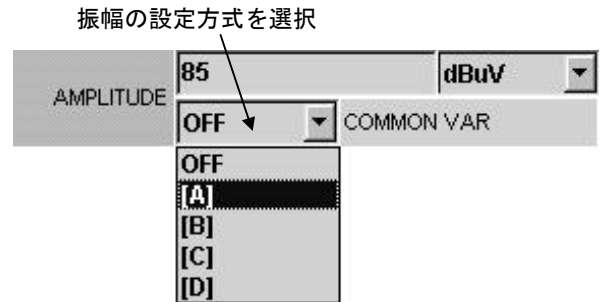 振幅の設定方式を選択
AMPLITUDE
85 dBuV
OFF COMMON VAR
OFF
[A]
[B]
[C]
[D]